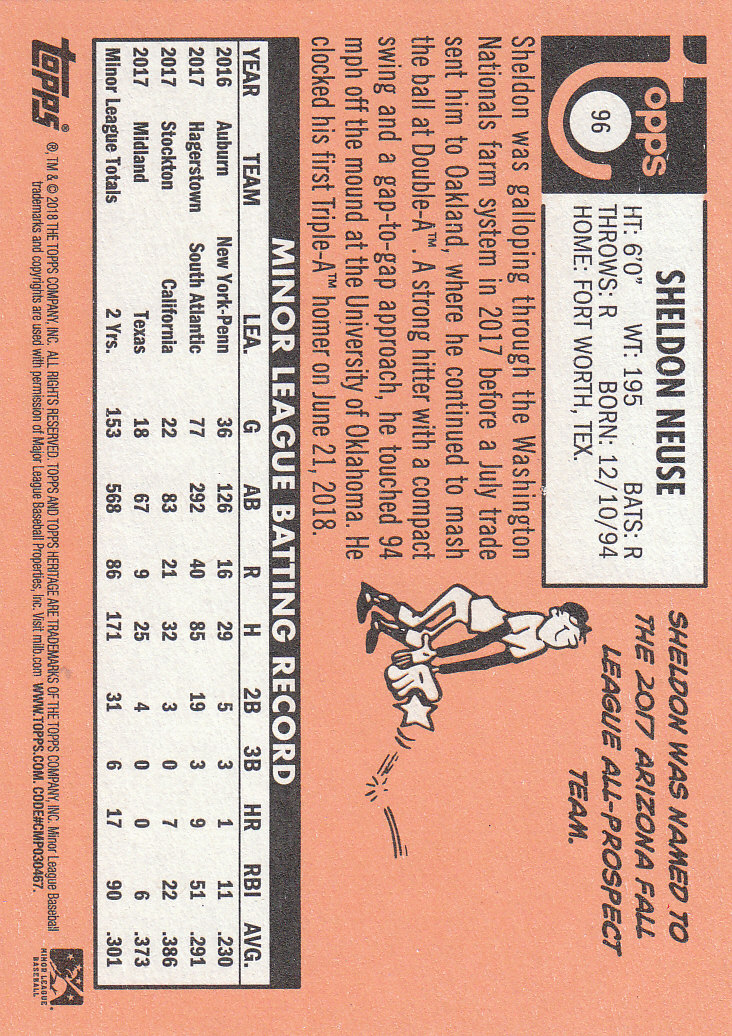 Topps
96
SHELDON NEUSE
HT: 6'0" WT: 195 BATS: R
THROWS: R BORN: 12/10/94
HOME: FORT WORTH, TEX.
SHELDON WAS NAMED TO
THE 2017 ARIZONA FALL
LEAGUE ALL-PROSPECT
TEAM.
Sheldon was galloping through the Washington
Nationals farm system in 2017 before a July trade
sent him to Oakland, where he continued to mash
the ball at Double-A™. A strong hitter with a compact
swing and a gap-to-gap approach, he touched 94
mph off the mound at the University of Oklahoma. He
clocked his first Triple-A™ homer on June 21, 2018.
MINOR LEAGUE BATTING RECORD
YEAR TEAM LEA. G AB R H 2B 3B HR RBI AVG.
2016 Auburn New York-Penn 36 126 16 29 5 3 1 11 .230
2017 Hagerstown South Atlantic 77 292 40 85 19 3 9 51 .291
2017 Stockton California 22 83 21 32 3 0 7 22 .386
2017 Midland Texas 18 67 9 25 4 0 0 6 .373
Minor League Totals 2 Yrs. 153 568 86 171 31 6 17 90 .301
Topps®
®, TM & © 2018 THE TOPPS COMPANY, INC. ALL RIGHTS RESERVED. TOPPS AND TOPPS HERITAGE ARE TRADEMARKS OF THE TOPPS COMPANY, INC. Minor League Baseball
trademarks and copyrights are used with permission of Major League Baseball Properties, Inc. Visit milb.com WWW.TOPPS.COM. CODE#CMP030467.
MINOR LEAGUE
BASEBALL